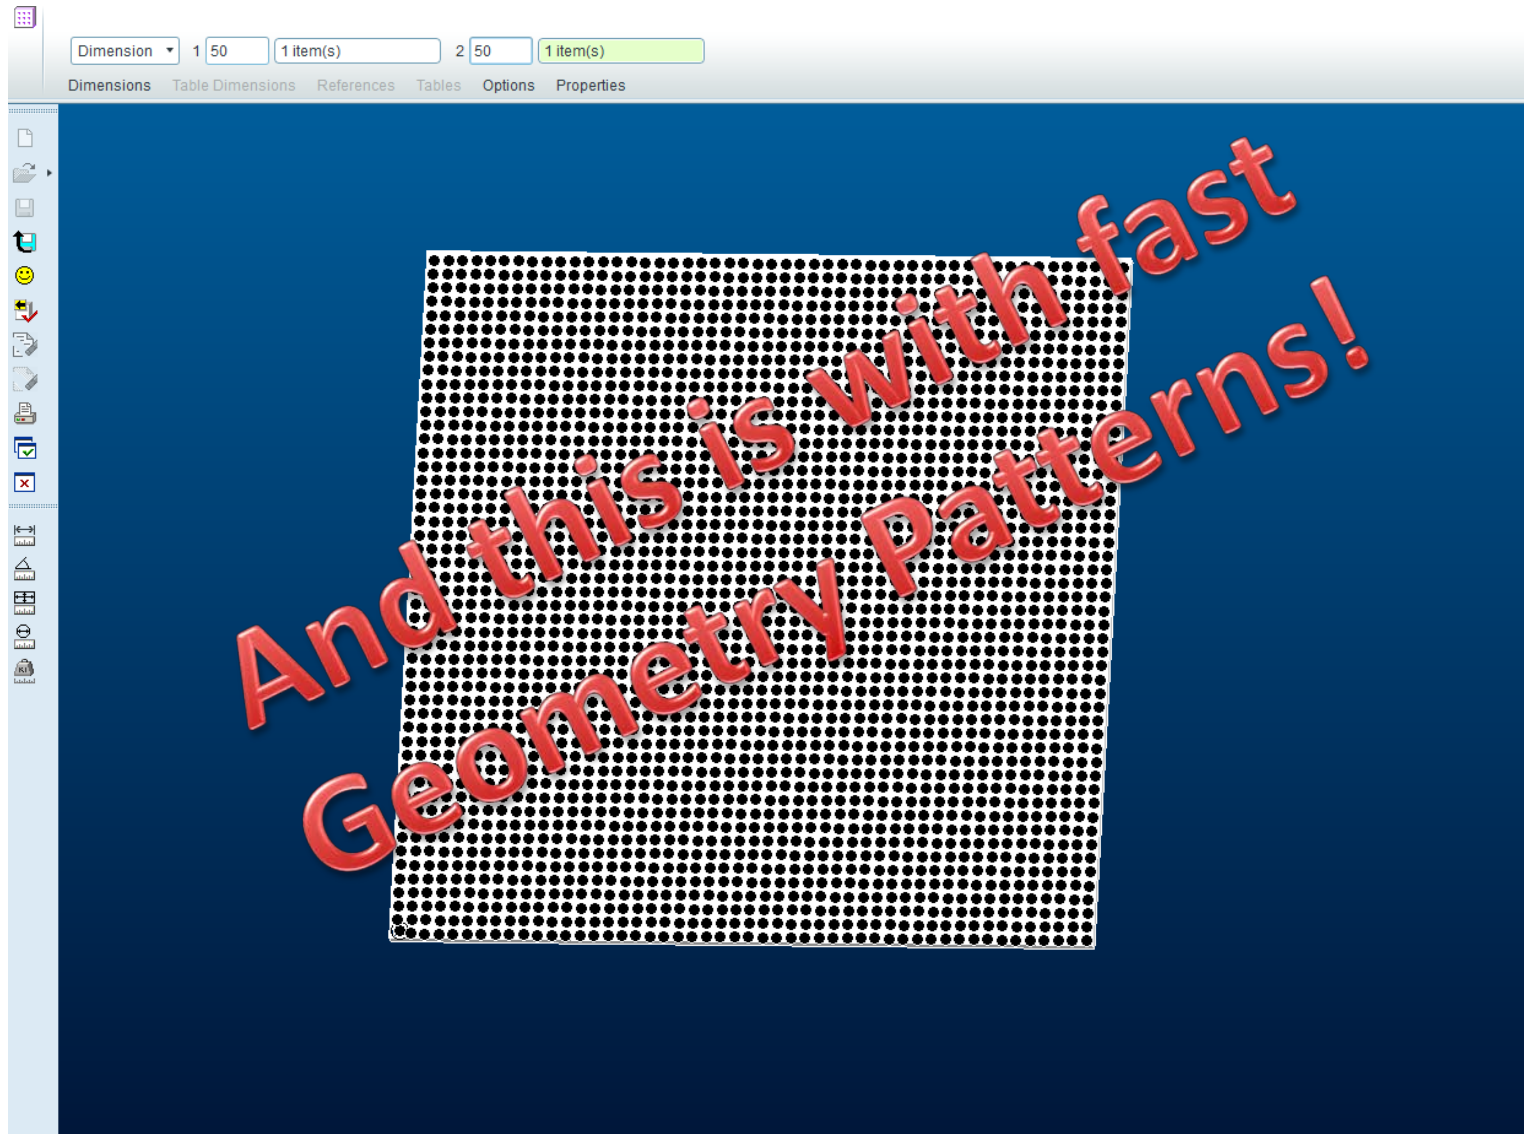 Dimension 1 50 1 item(s) 2 50 1 item(s)
Dimensions Table Dimensions References Tables Options Properties
And this is with fast
Geometry Patterns!